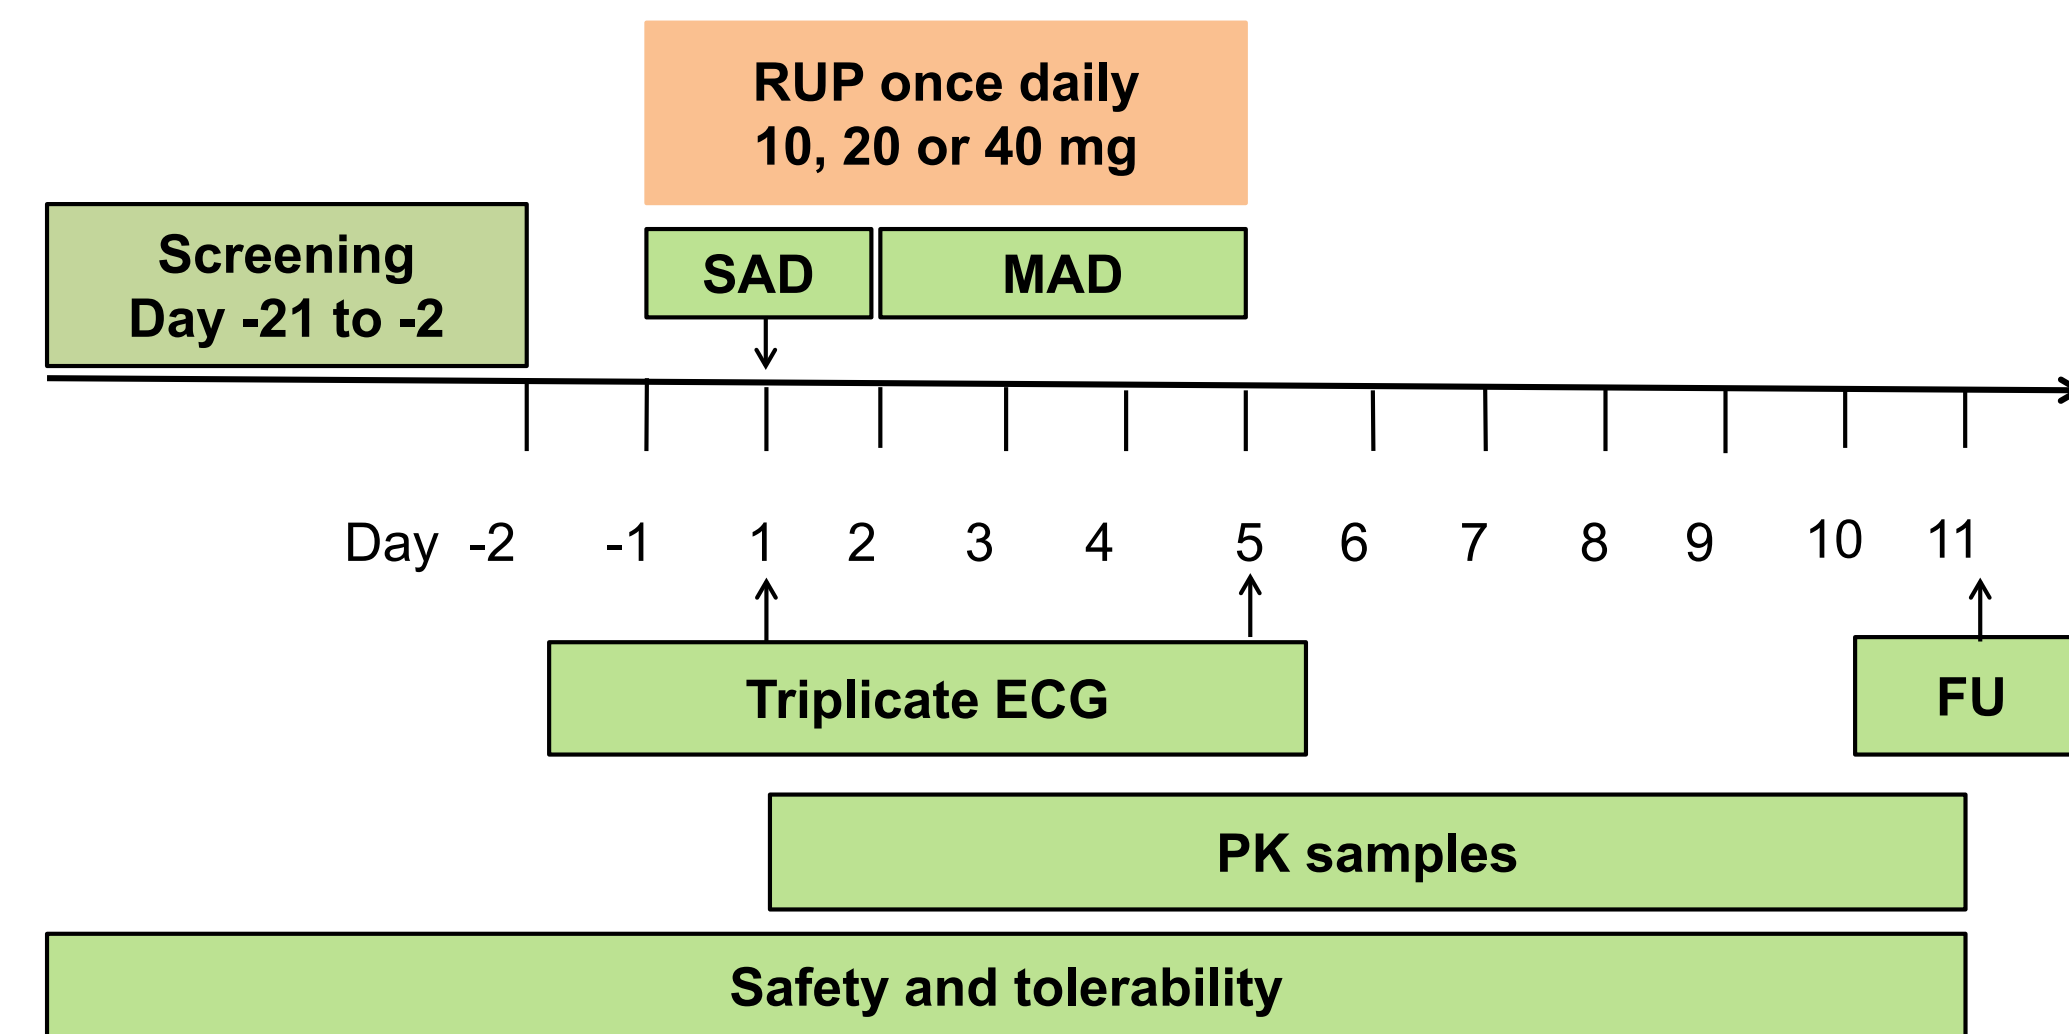 RUP once daily
10, 20 or 40 mg
Screening
Day -21 to -2
SAD
MAD
Day -2 -1 1 2 3 4 5 6 7 8 9 10 11
Triplicate ECG
FU
PK samples
Safety and tolerability